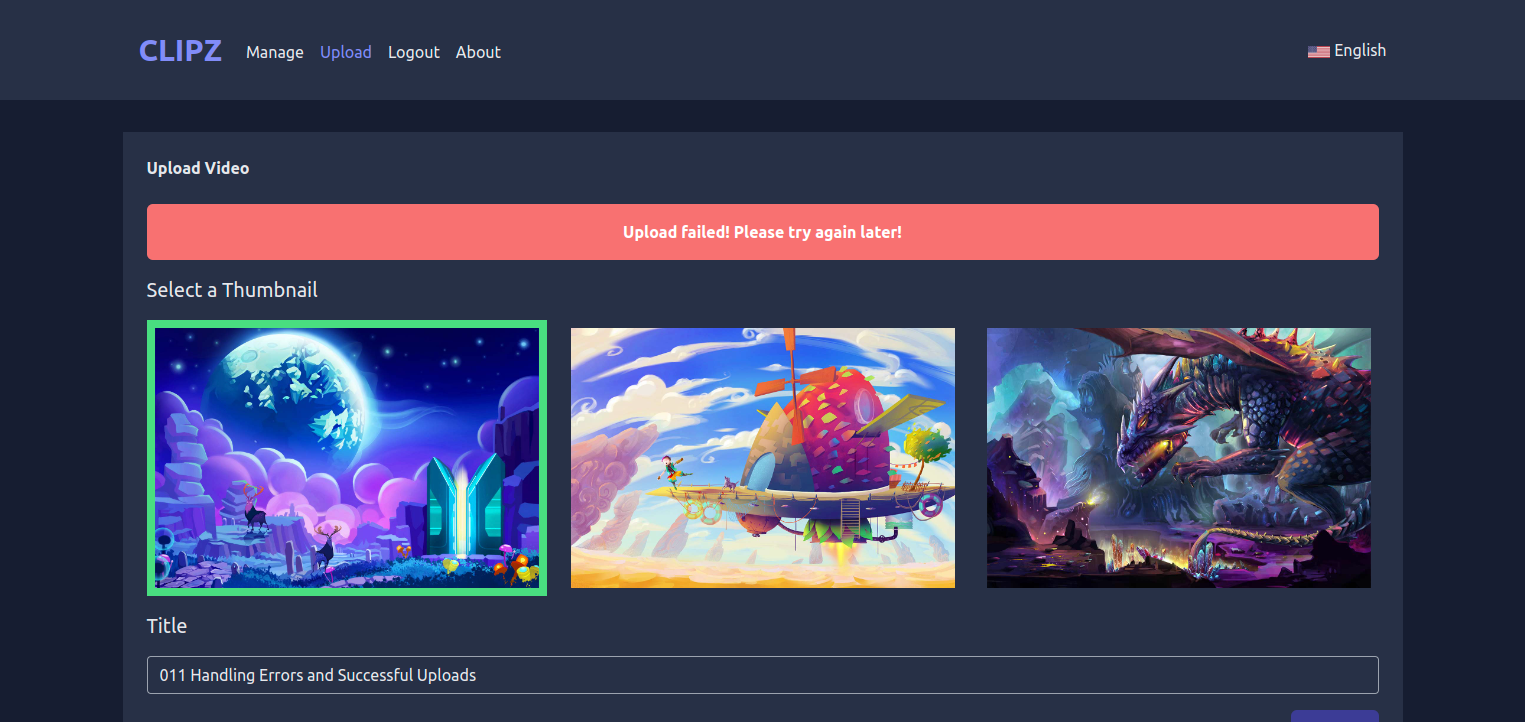 CLIPZ Manage Upload Logout About English
Upload Video
Upload failed! Please try again later!
Select a Thumbnail
Title
011 Handling Errors and Successful Uploads